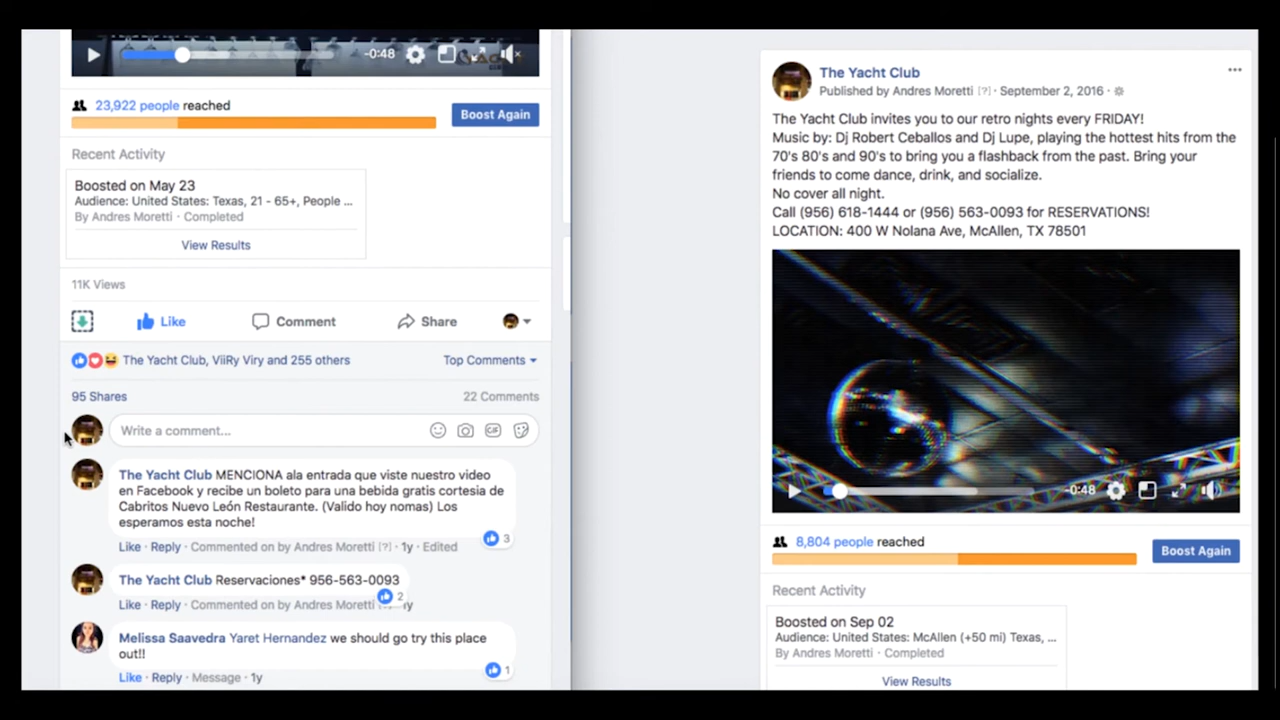 -0:48
23,922 people reached
Boost Again
Recent Activity
Boosted on May 23
Audience: United States: Texas, 21 - 65+, People ...
By Andres Moretti · Completed
View Results
11K Views
Like
Comment
Share
The Yacht Club, ViiRy Viry and 255 others
Top Comments
95 Shares
22 Comments
Write a comment...
GIF
The Yacht Club MENCIONA ala entrada que viste nuestro video
en Facebook y recibe un boleto para una bebida gratis cortesia de
Cabritos Nuevo León Restaurante. (Valido hoy nomas) Los
esperamos esta noche!
3
Like · Reply · Commented on by Andres Moretti [?] · 1y · Edited
The Yacht Club Reservaciones* 956-563-0093
2
Like · Reply · Commented on by Andres Moretti
Melissa Saavedra Yaret Hernandez we should go try this place
out!!
1
Like · Reply · Message · 1y
The Yacht Club
Published by Andres Moretti [?] · September 2, 2016 ·
The Yacht Club invites you to our retro nights every FRIDAY!
Music by: Dj Robert Ceballos and Dj Lupe, playing the hottest hits from the
70's 80's and 90's to bring you a flashback from the past. Bring your
friends to come dance, drink, and socialize.
No cover all night.
Call (956) 618-1444 or (956) 563-0093 for RESERVATIONS!
LOCATION: 400 W Nolana Ave, McAllen, TX 78501
-0:48
8,804 people reached
Boost Again
Recent Activity
Boosted on Sep 02
Audience: United States: McAllen (+50 mi) Texas, ...
By Andres Moretti · Completed
View Results